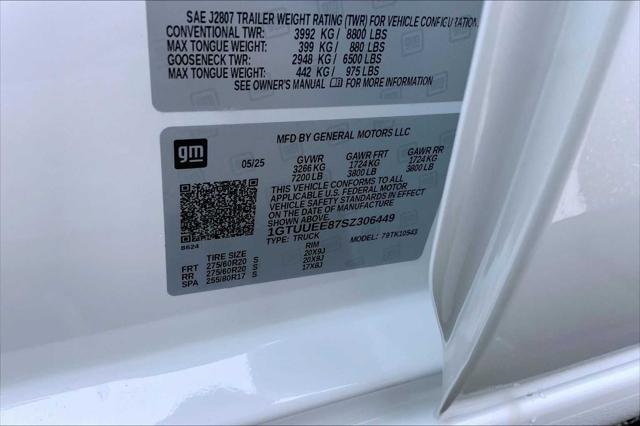 SAE J2807 TRAILER WEIGHT RATING (TWR) FOR VEHICLE CONFIGURATION.
CONVENTIONAL TWR: 3992 KG / 8800 LBS
MAX TONGUE WEIGHT: 399 KG / 880 LBS
GOOSENECK TWR: 2948 KG / 6500 LBS
MAX TONGUE WEIGHT: 442 KG / 975 LBS
SEE OWNER'S MANUAL FOR MORE INFORMATION
gm
MFD BY GENERAL MOTORS LLC
05/25 GVWR GAWR FRT GAWR RR
3266 KG 1724 KG 1724 KG
7200 LB 3800 LB 3800 LB
THIS VEHICLE CONFORMS TO ALL
APPLICABLE U.S. FEDERAL MOTOR
VEHICLE SAFETY STANDARDS IN EFFECT
ON THE DATE OF MANUFACTURE
SHOWN ABOVE.
1GTUUEE87SZ306449
TYPE: TRUCK MODEL: 79TK10543
B624
TIRE SIZE RIM
FRT 275/60R20 S 20X9J
RR 275/60R20 S 20X9J
SPA 255/80R17 S 17X8J